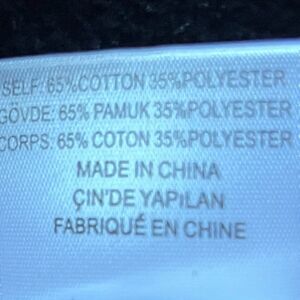 SELF: 65%COTTON 35%POLYESTER
GÖVDE: 65% PAMUK 35%POLYESTER
CORPS: 65% COTON 35%POLYESTER
MADE IN CHINA
ÇIN'DE YAPILAN
FABRIQUÉ EN CHINE